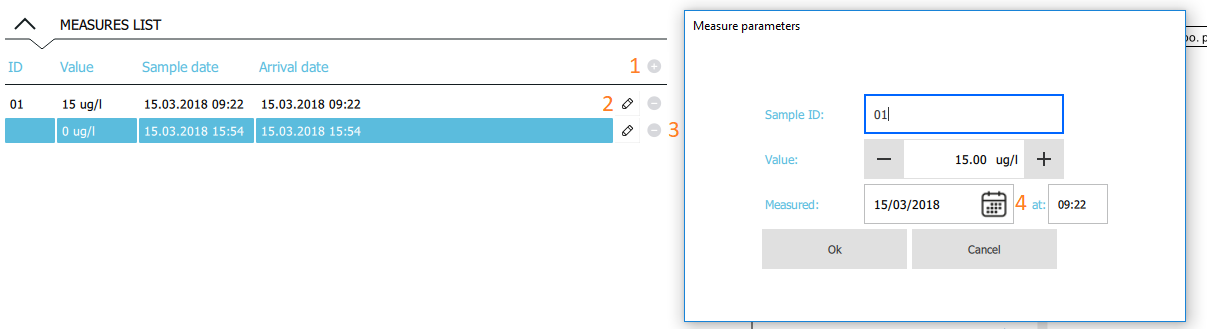 MEASURES LIST
ID Value Sample date Arrival date 1
01 15 ug/l 15.03.2018 09:22 15.03.2018 09:22 2
0 ug/l 15.03.2018 15:54 15.03.2018 15:54 3
Measure parameters
Sample ID: 01
Value: − 15.00 ug/l +
Measured: 15/03/2018 4 at: 09:22
Ok Cancel